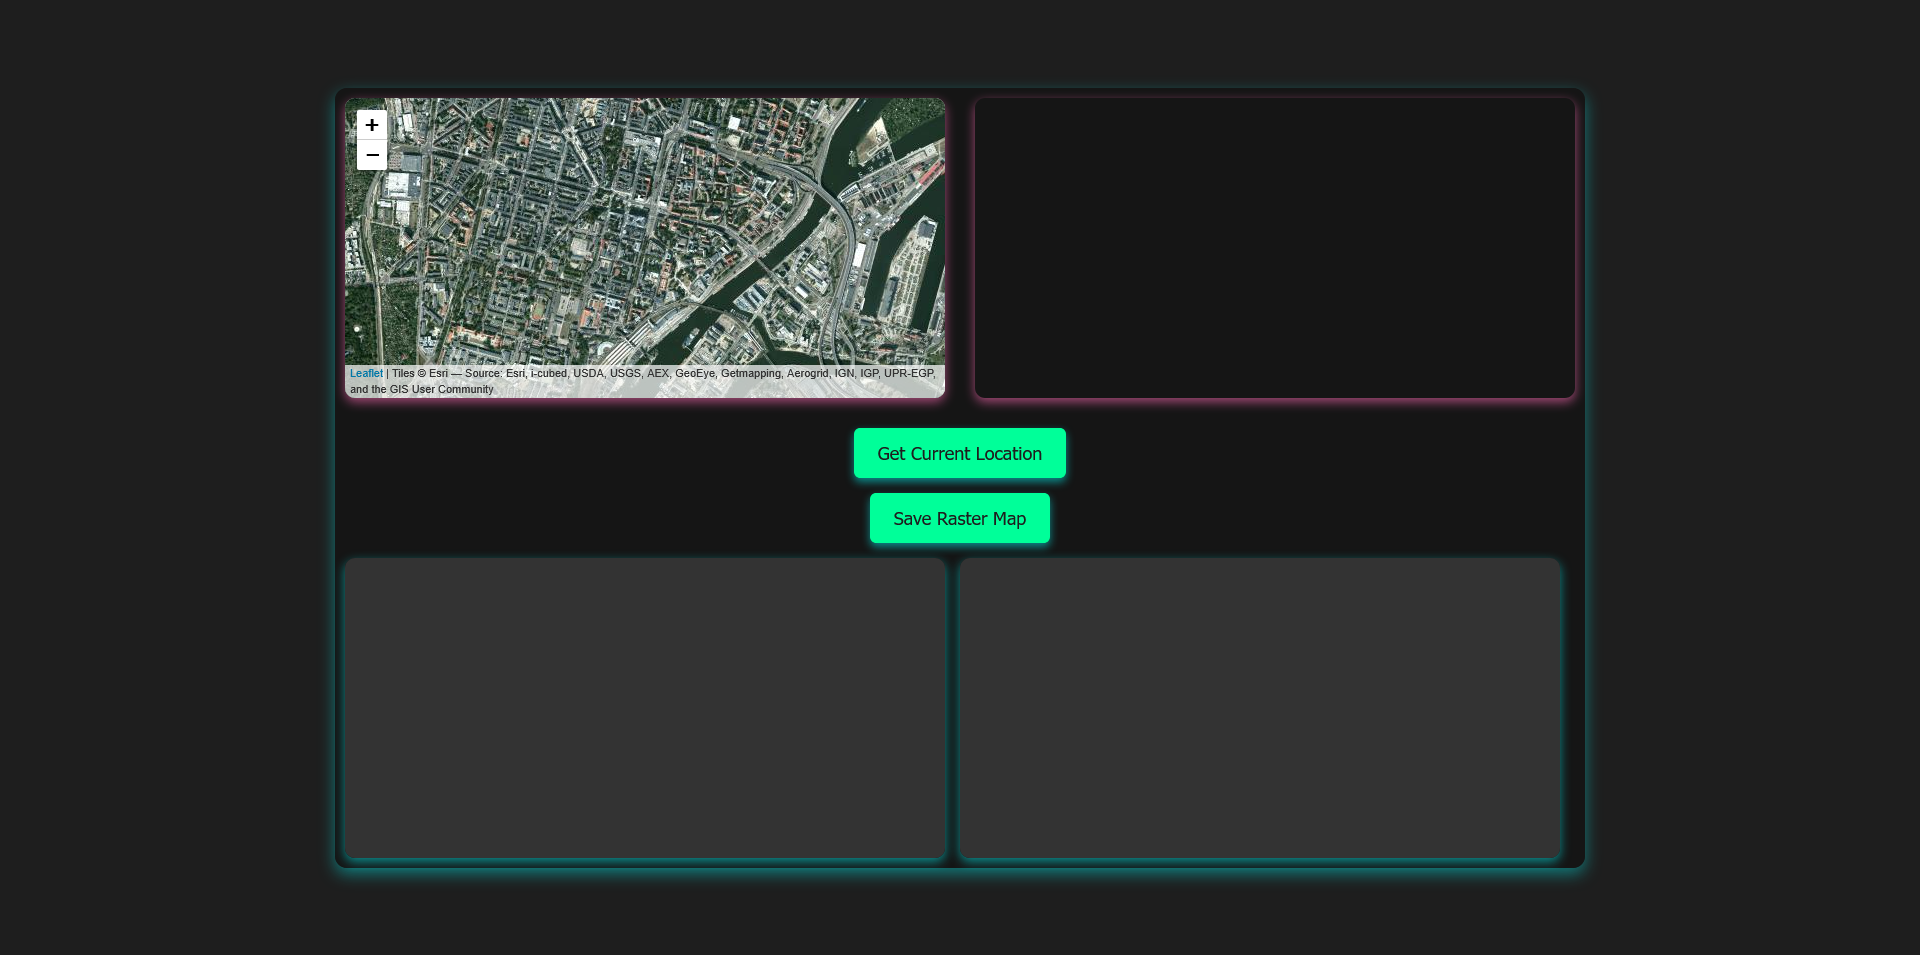 +
−
Leaflet | Tiles © Esri — Source: Esri, i-cubed, USDA, USGS, AEX, GeoEye, Getmapping, Aerogrid, IGN, IGP, UPR-EGP,
and the GIS User Community
Get Current Location
Save Raster Map